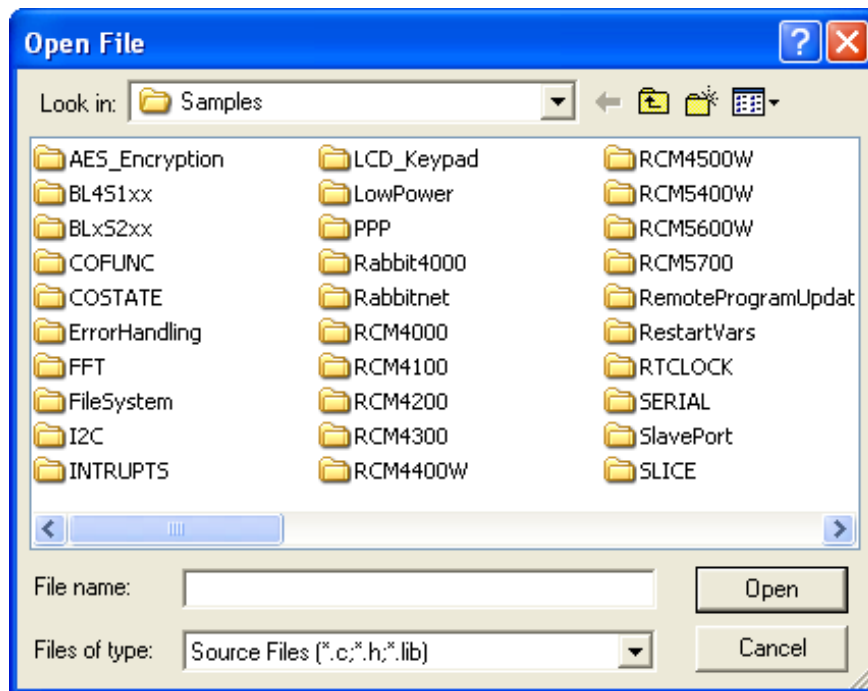 Open File
Look in: Samples
AES_Encryption
BL4S1xx
BLxS2xx
COFUNC
COSTATE
ErrorHandling
FFT
FileSystem
I2C
INTRUPTS
LCD_Keypad
LowPower
PPP
Rabbit4000
Rabbitnet
RCM4000
RCM4100
RCM4200
RCM4300
RCM4400W
RCM4500W
RCM5400W
RCM5600W
RCM5700
RemoteProgramUpdat
RestartVars
RTCLOCK
SERIAL
SlavePort
SLICE
File name:
Open
Files of type: Source Files (*.c;*.h;*.lib)
Cancel